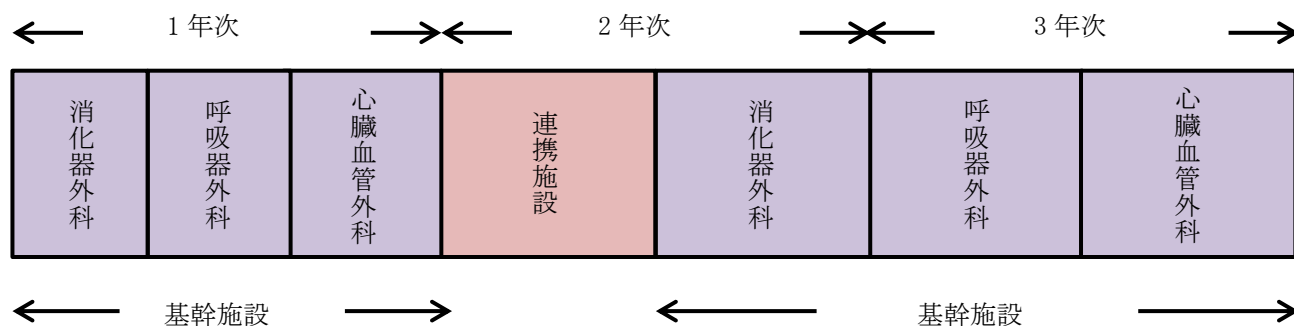 1 年次
2 年次
3 年次
消化器外科
呼吸器外科
心臓血管外科
連携施設
消化器外科
呼吸器外科
心臓血管外科
基幹施設
基幹施設